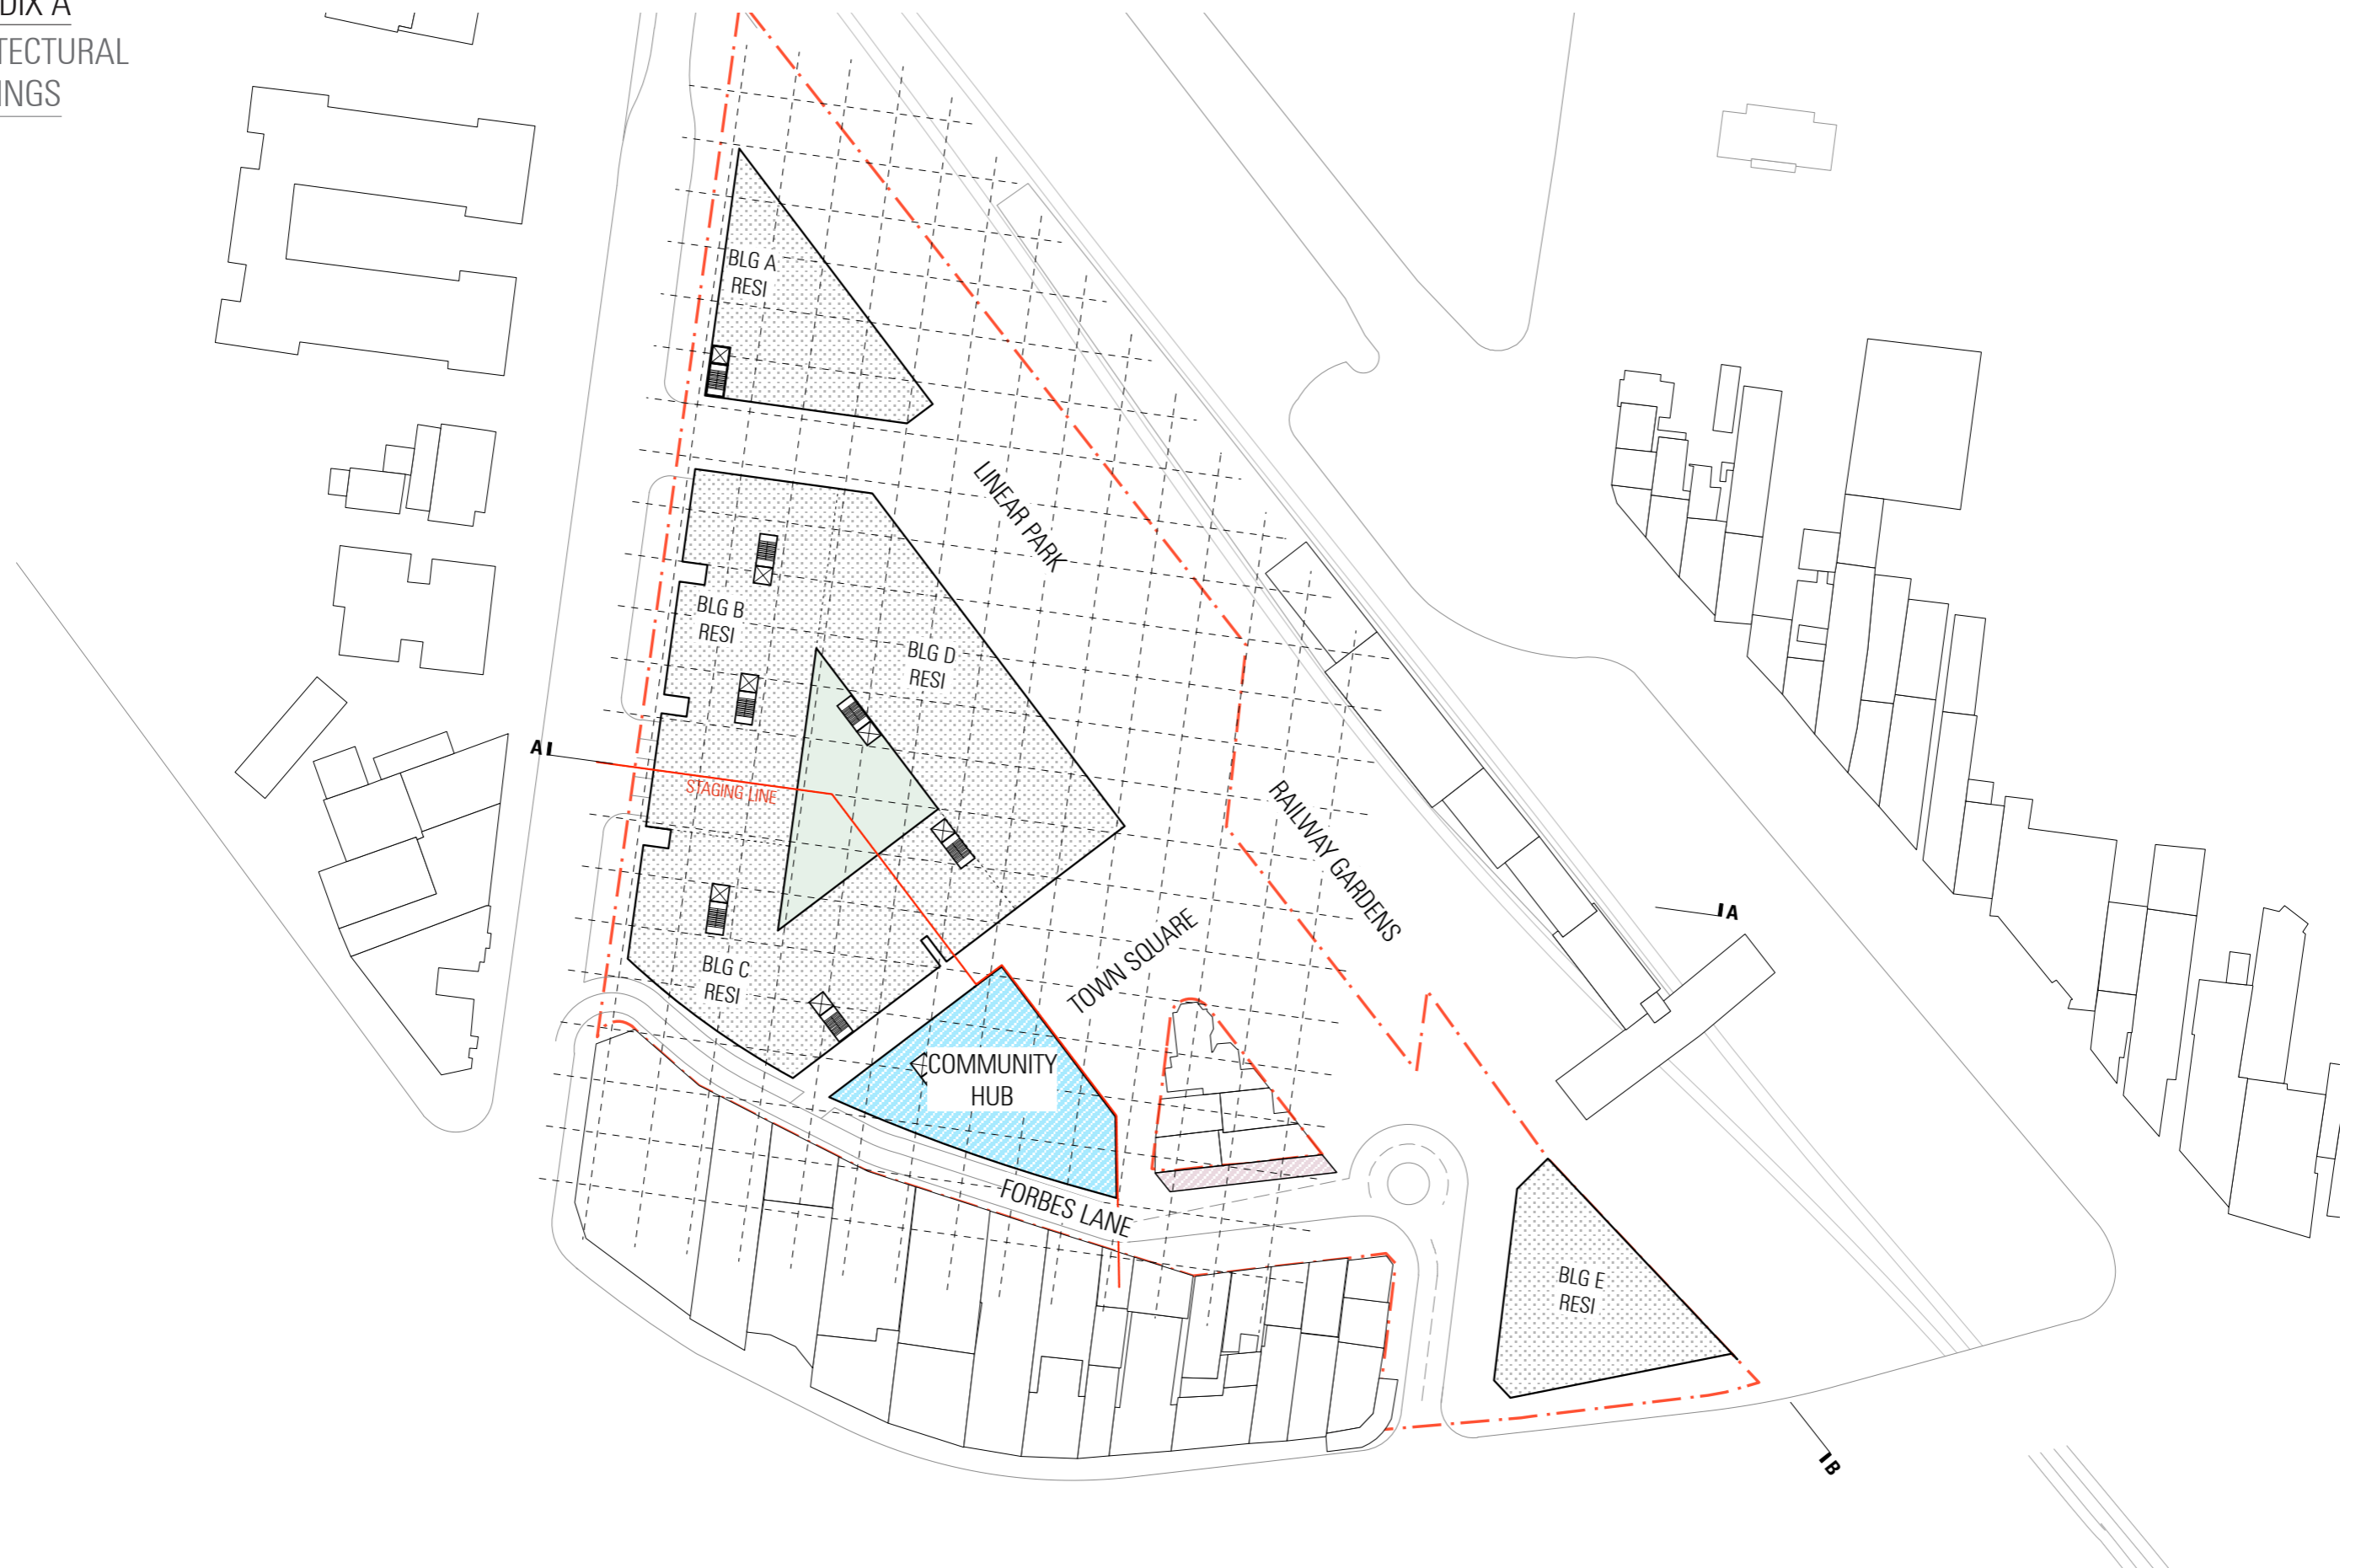 DIX A
TECTURAL
INGS
BLG A
RESI
LINEAR PARK
BLG B
RESI
BLG D
RESI
A
STAGING LINE
RAILWAY GARDENS
A
TOWN SQUARE
BLG C
RESI
COMMUNITY
HUB
FORBES LANE
BLG E
RESI
B